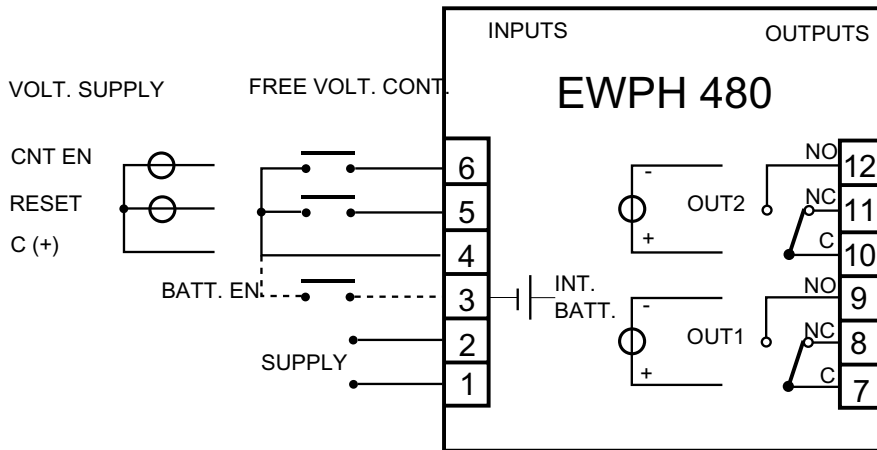 INPUTS OUTPUTS
VOLT. SUPPLY FREE VOLT. CONT. EWPH 480
CNT EN 6 - NO 12
RESET 5 OUT2 NC 11
C (+) 4 + C 10
BATT. EN 3 INT. BATT. - NO 9
2 OUT1 NC 8
SUPPLY 1 + C 7